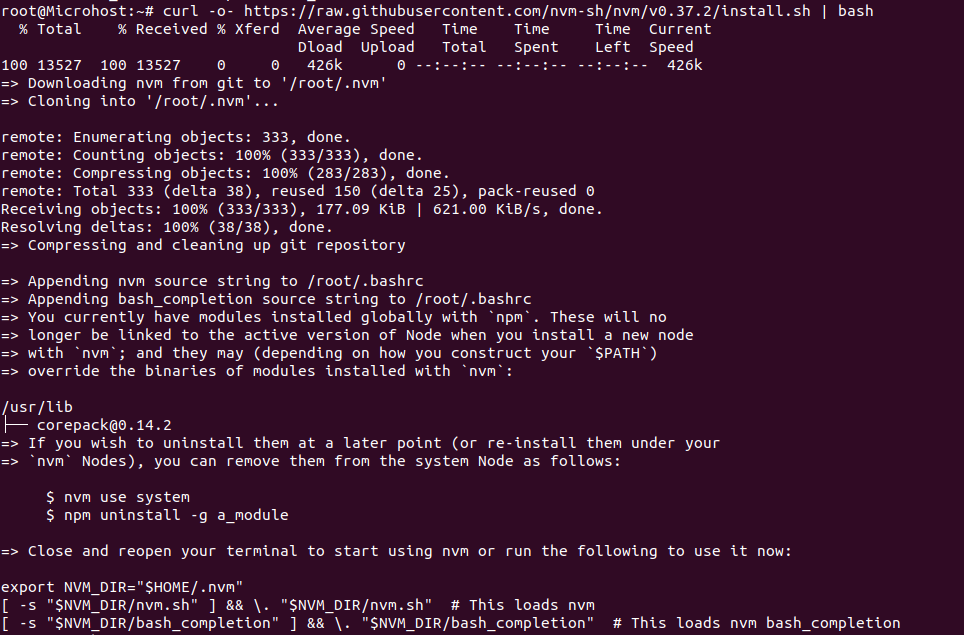 root@Microhost:~# curl -o- https://raw.githubusercontent.com/nvm-sh/nvm/v0.37.2/install.sh | bash
  % Total    % Received % Xferd  Average Speed   Time    Time     Time  Current
                                 Dload  Upload   Total   Spent    Left  Speed
100 13527  100 13527    0     0   426k      0 --:--:-- --:--:-- --:--:--  426k
=> Downloading nvm from git to '/root/.nvm'
=> Cloning into '/root/.nvm'...
remote: Enumerating objects: 333, done.
remote: Counting objects: 100% (333/333), done.
remote: Compressing objects: 100% (283/283), done.
remote: Total 333 (delta 38), reused 150 (delta 25), pack-reused 0
Receiving objects: 100% (333/333), 177.09 KiB | 621.00 KiB/s, done.
Resolving deltas: 100% (38/38), done.
=> Compressing and cleaning up git repository
=> Appending nvm source string to /root/.bashrc
=> Appending bash_completion source string to /root/.bashrc
=> You currently have modules installed globally with `npm`. These will no
=> longer be linked to the active version of Node when you install a new node
=> with `nvm`; and they may (depending on how you construct your `$PATH`)
=> override the binaries of modules installed with `nvm`:
/usr/lib
├── corepack@0.14.2
=> If you wish to uninstall them at a later point (or re-install them under your
=> `nvm` Nodes), you can remove them from the system Node as follows:
     $ nvm use system
     $ npm uninstall -g a_module
=> Close and reopen your terminal to start using nvm or run the following to use it now:
export NVM_DIR="$HOME/.nvm"
[ -s "$NVM_DIR/nvm.sh" ] && \. "$NVM_DIR/nvm.sh"  # This loads nvm
[ -s "$NVM_DIR/bash_completion" ] && \. "$NVM_DIR/bash_completion"  # This loads nvm bash_completion